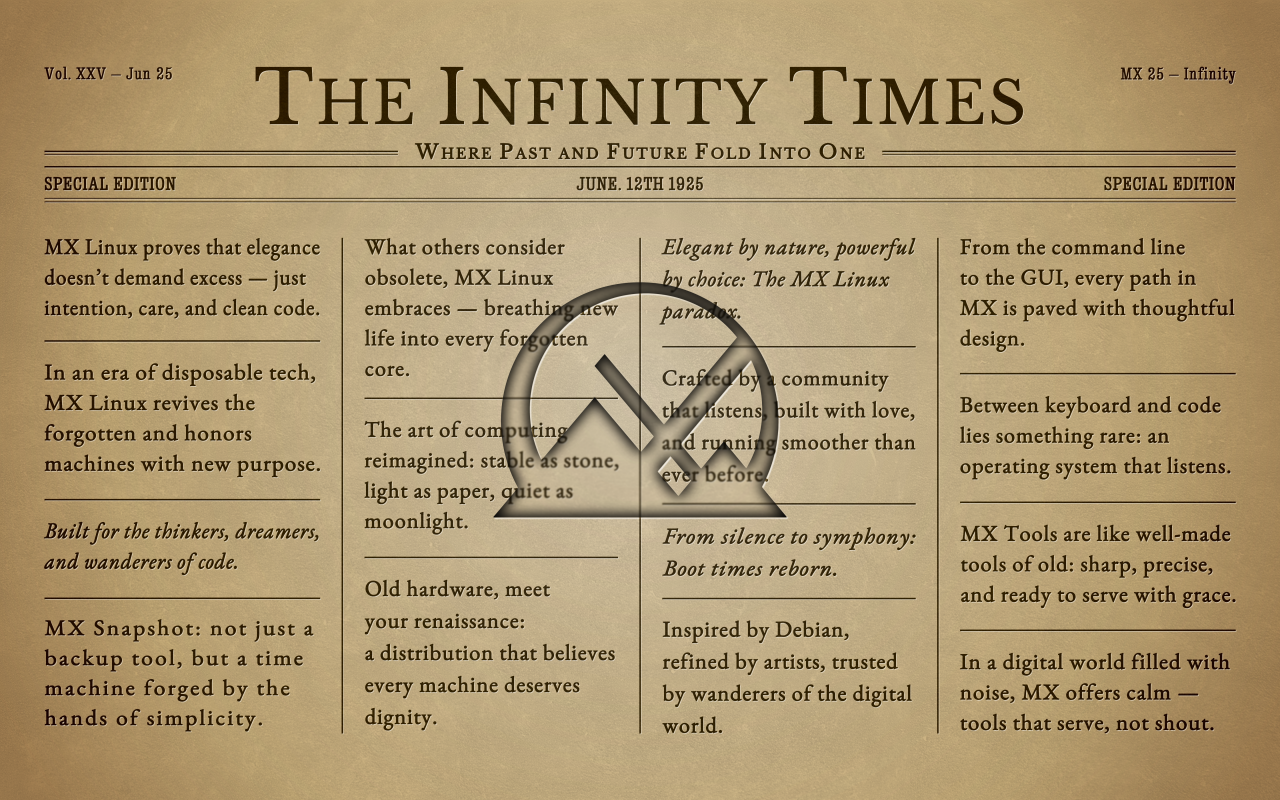 Vol. XXV – Jun 25
THE INFINITY TIMES
MX 25 – Infinity
WHERE PAST AND FUTURE FOLD INTO ONE
SPECIAL EDITION
JUNE. 12TH 1925
SPECIAL EDITION
MX Linux proves that elegance
doesn’t demand excess — just
intention, care, and clean code.
In an era of disposable tech,
MX Linux revives the
forgotten and honors
machines with new purpose.
Built for the thinkers, dreamers,
and wanderers of code.
MX Snapshot: not just a
backup tool, but a time
machine forged by the
hands of simplicity.
What others consider
obsolete, MX Linux
embraces — breathing new
life into every forgotten
core.
The art of computing
reimagined: stable as stone,
light as paper, quiet as
moonlight.
Old hardware, meet
your renaissance:
a distribution that believes
every machine deserves
dignity.
Elegant by nature, powerful
by choice: The MX Linux
paradox.
Crafted by a community
that listens, built with love,
and running smoother than
ever before.
From silence to symphony:
Boot times reborn.
Inspired by Debian,
refined by artists, trusted
by wanderers of the digital
world.
From the command line
to the GUI, every path in
MX is paved with thoughtful
design.
Between keyboard and code
lies something rare: an
operating system that listens.
MX Tools are like well-made
tools of old: sharp, precise,
and ready to serve with grace.
In a digital world filled with
noise, MX offers calm —
tools that serve, not shout.